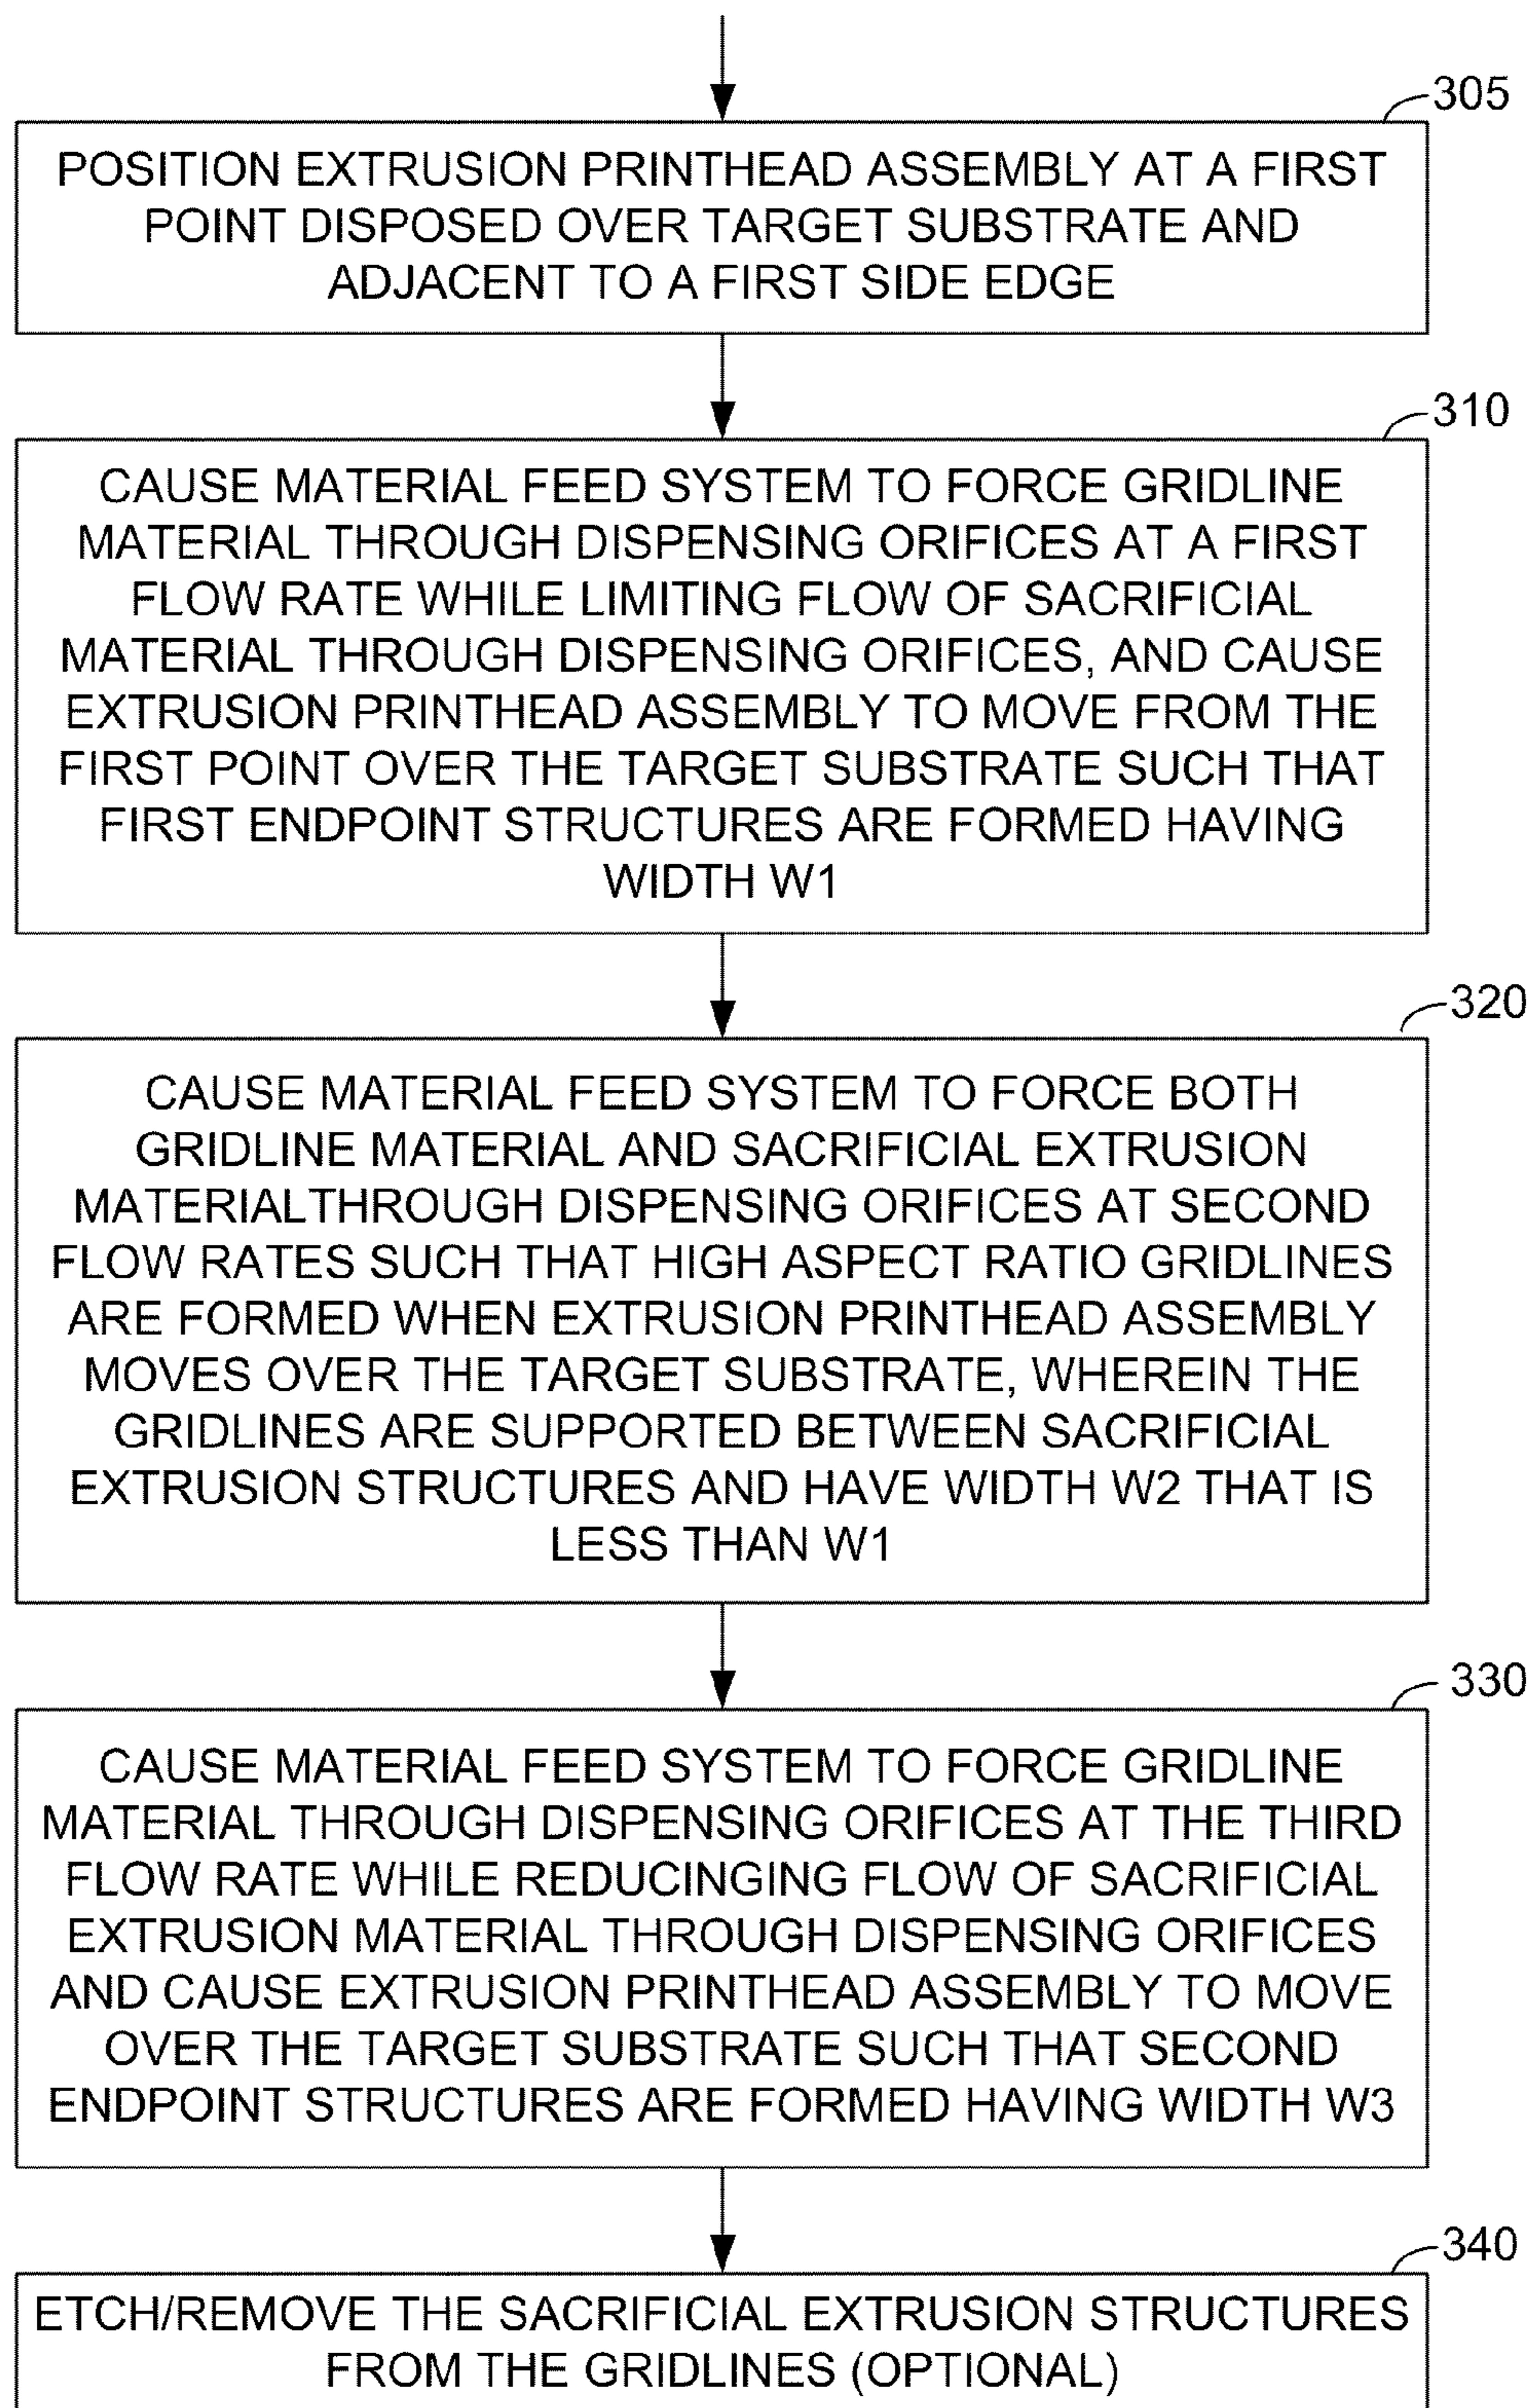 305
POSITION EXTRUSION PRINTHEAD ASSEMBLY AT A FIRST
POINT DISPOSED OVER TARGET SUBSTRATE AND
ADJACENT TO A FIRST SIDE EDGE
310
CAUSE MATERIAL FEED SYSTEM TO FORCE GRIDLINE
MATERIAL THROUGH DISPENSING ORIFICES AT A FIRST
FLOW RATE WHILE LIMITING FLOW OF SACRIFICIAL
MATERIAL THROUGH DISPENSING ORIFICES, AND CAUSE
EXTRUSION PRINTHEAD ASSEMBLY TO MOVE FROM THE
FIRST POINT OVER THE TARGET SUBSTRATE SUCH THAT
FIRST ENDPOINT STRUCTURES ARE FORMED HAVING
WIDTH W1
320
CAUSE MATERIAL FEED SYSTEM TO FORCE BOTH
GRIDLINE MATERIAL AND SACRIFICIAL EXTRUSION
MATERIALTHROUGH DISPENSING ORIFICES AT SECOND
FLOW RATES SUCH THAT HIGH ASPECT RATIO GRIDLINES
ARE FORMED WHEN EXTRUSION PRINTHEAD ASSEMBLY
MOVES OVER THE TARGET SUBSTRATE, WHEREIN THE
GRIDLINES ARE SUPPORTED BETWEEN SACRIFICIAL
EXTRUSION STRUCTURES AND HAVE WIDTH W2 THAT IS
LESS THAN W1
330
CAUSE MATERIAL FEED SYSTEM TO FORCE GRIDLINE
MATERIAL THROUGH DISPENSING ORIFICES AT THE THIRD
FLOW RATE WHILE REDUCINGING FLOW OF SACRIFICIAL
EXTRUSION MATERIAL THROUGH DISPENSING ORIFICES
AND CAUSE EXTRUSION PRINTHEAD ASSEMBLY TO MOVE
OVER THE TARGET SUBSTRATE SUCH THAT SECOND
ENDPOINT STRUCTURES ARE FORMED HAVING WIDTH W3
340
ETCH/REMOVE THE SACRIFICIAL EXTRUSION STRUCTURES
FROM THE GRIDLINES (OPTIONAL)